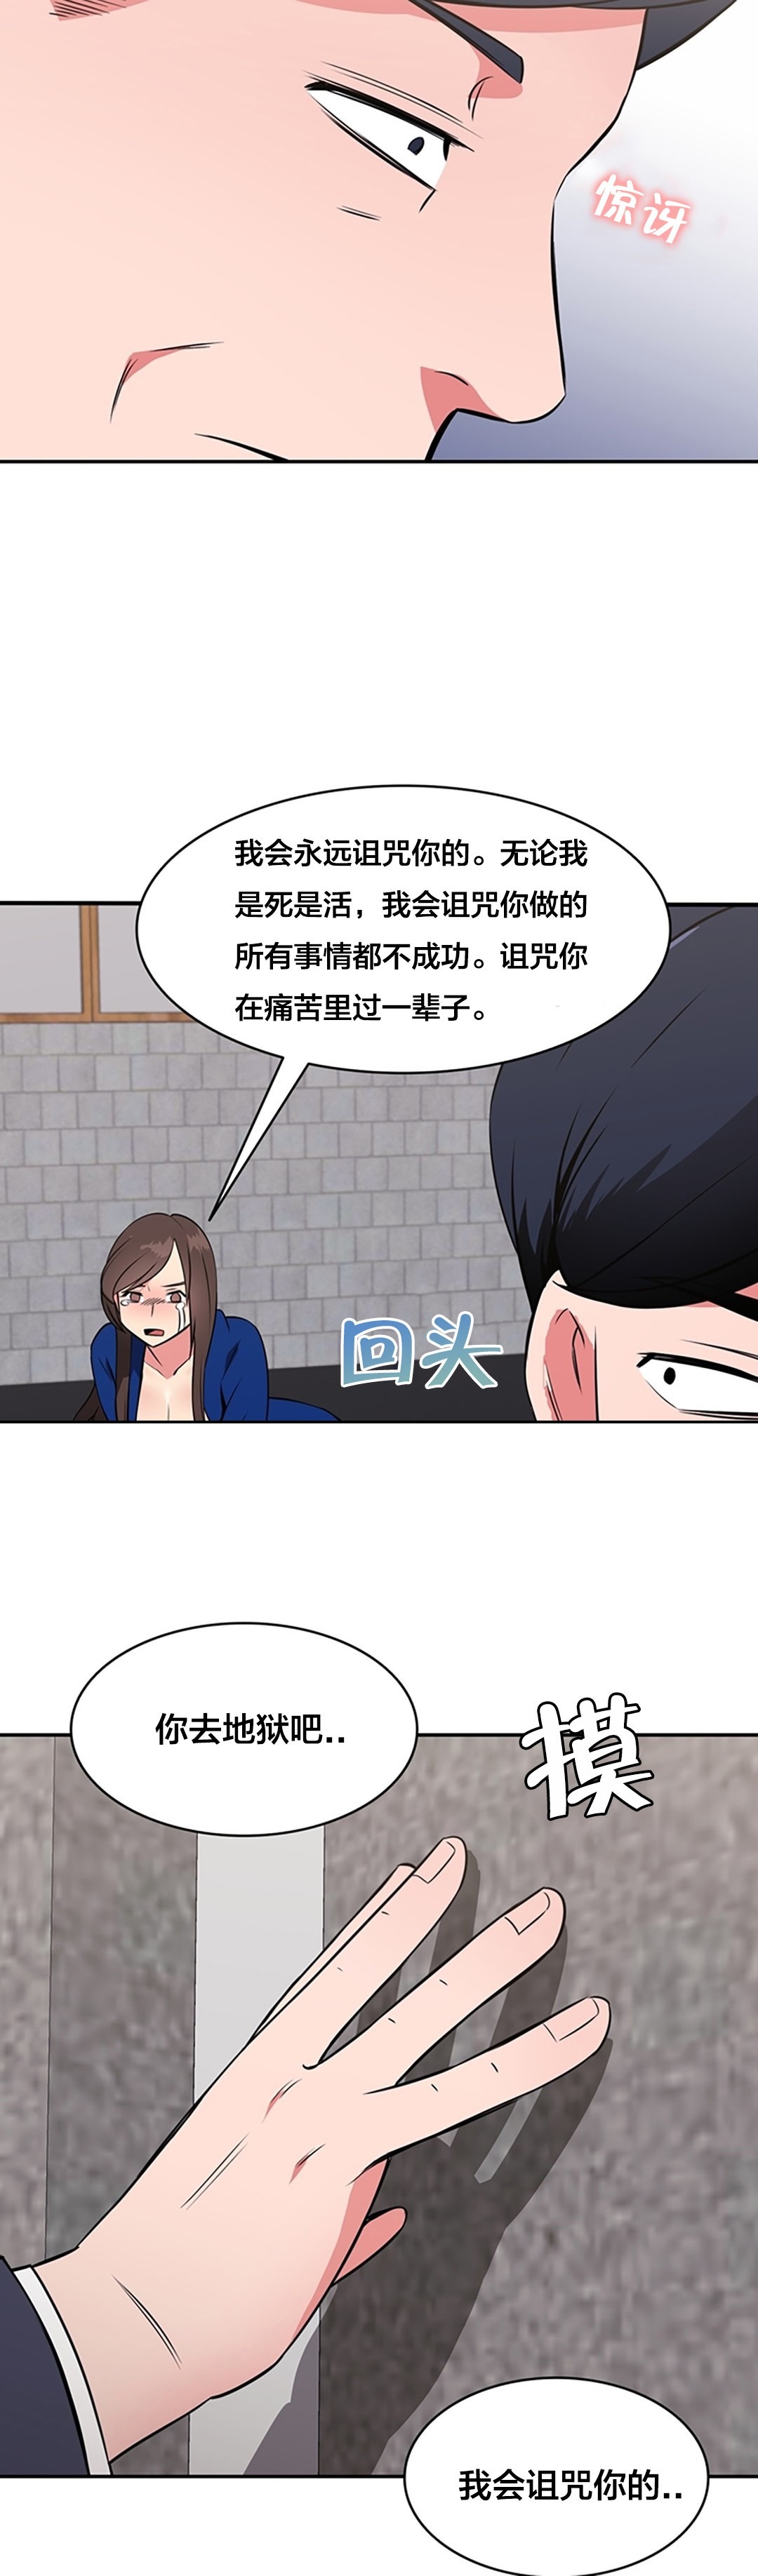 惊讶
我会永远诅咒你的。无论我
是死是活，我会诅咒你做的
所有事情都不成功。诅咒你
在痛苦里过一辈子。
回头
你去地狱吧..
摸
我会诅咒你的..